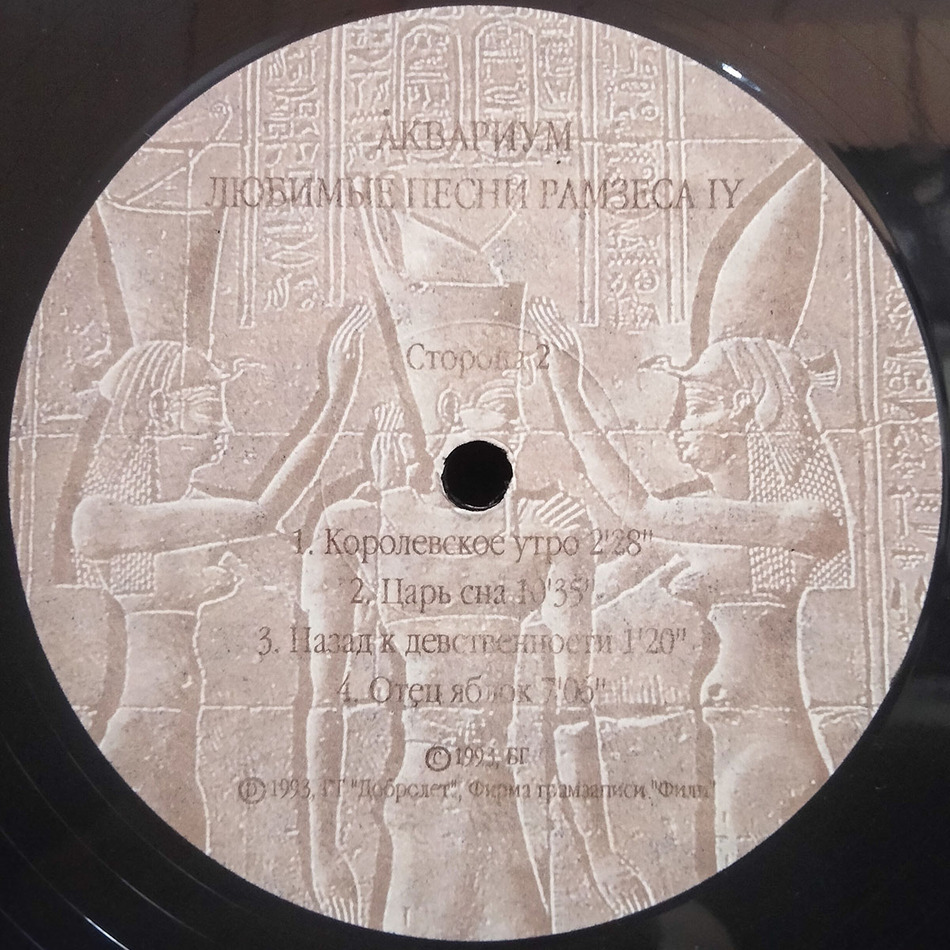 АКВАРИУМ
ЛЮБИМЫЕ ПЕСНИ РАМЗЕСА IY
Сторона 2
1. Королевское утро 2'28"
2. Царь сна 10'35"
3. Назад к девственности 1'20"
4. Отец яблок 7'06"
© 1993, БГ
℗ 1993, ГГ "Добролет", Фирма грамзаписи "Фили"